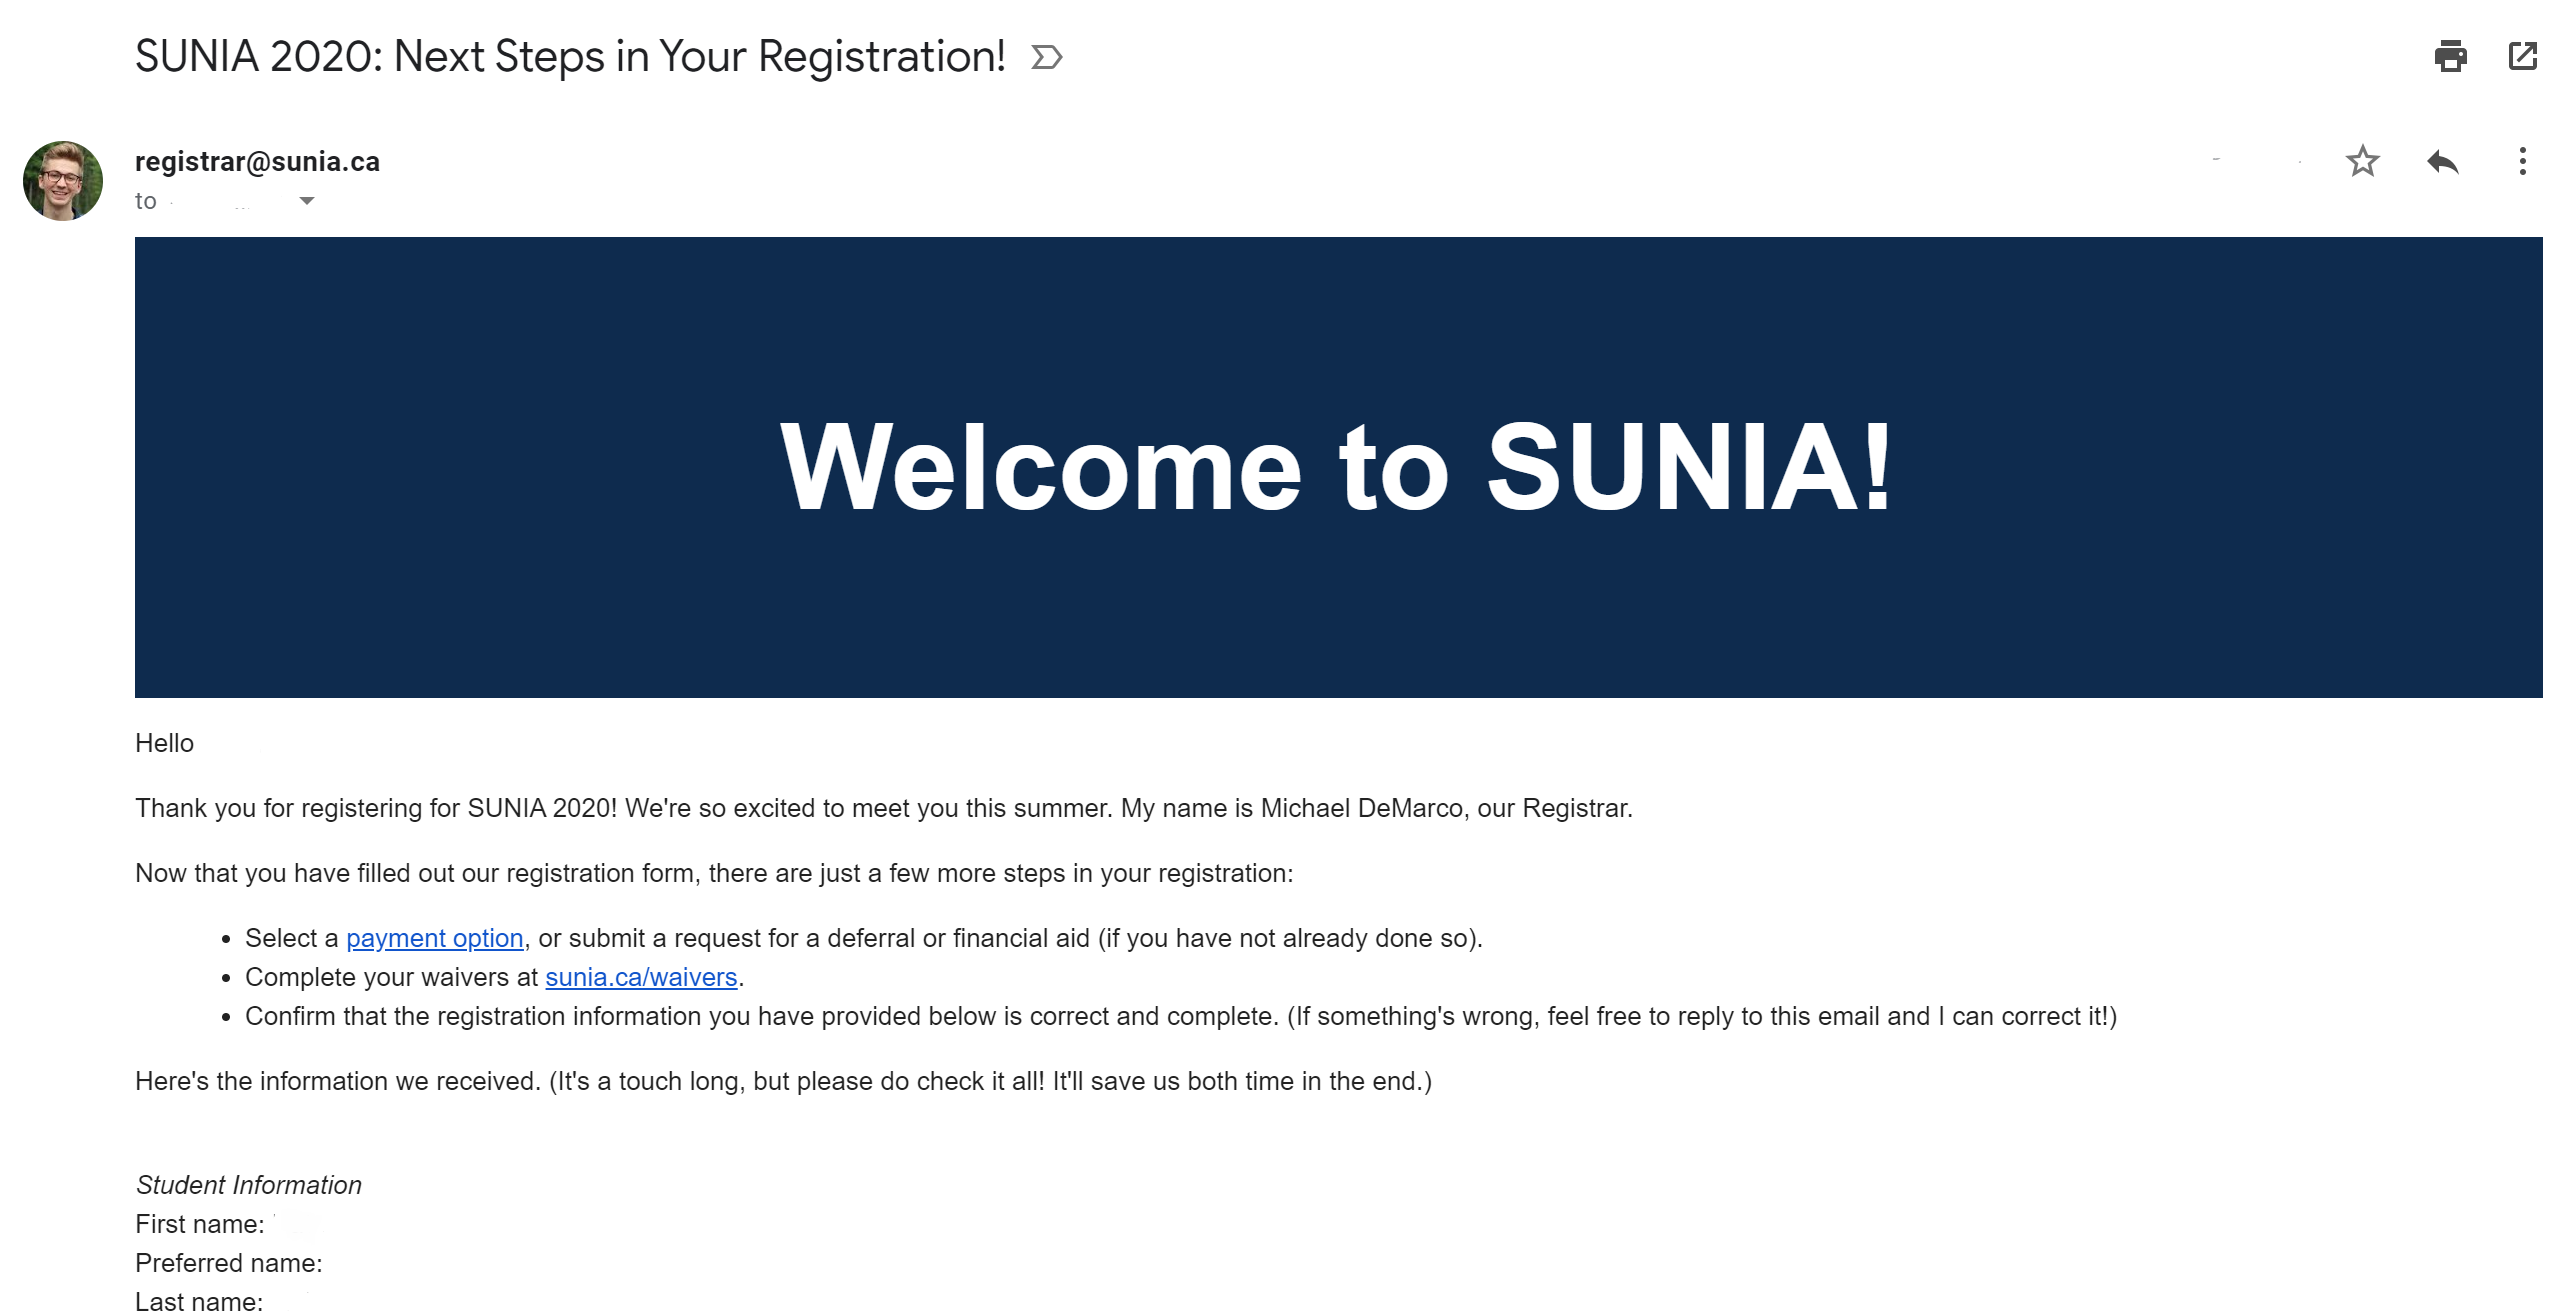 SUNIA 2020: Next Steps in Your Registration!
registrar@sunia.ca
to
Welcome to SUNIA!
Hello
Thank you for registering for SUNIA 2020! We're so excited to meet you this summer. My name is Michael DeMarco, our Registrar.
Now that you have filled out our registration form, there are just a few more steps in your registration:
• Select a payment option, or submit a request for a deferral or financial aid (if you have not already done so).
• Complete your waivers at sunia.ca/waivers.
• Confirm that the registration information you have provided below is correct and complete. (If something's wrong, feel free to reply to this email and I can correct it!)
Here's the information we received. (It's a touch long, but please do check it all! It'll save us both time in the end.)
Student Information
First name:
Preferred name:
Last name: